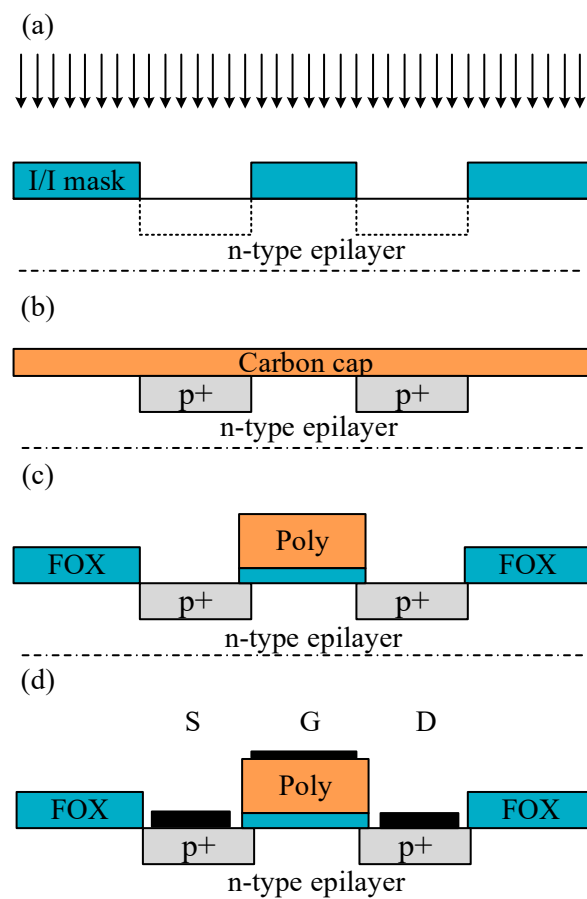 (a)
I/I mask
n-type epilayer
(b)
Carbon cap
p+ p+
n-type epilayer
(c)
Poly
FOX FOX
p+ p+
n-type epilayer
(d)
S G D
Poly
FOX FOX
p+ p+
n-type epilayer